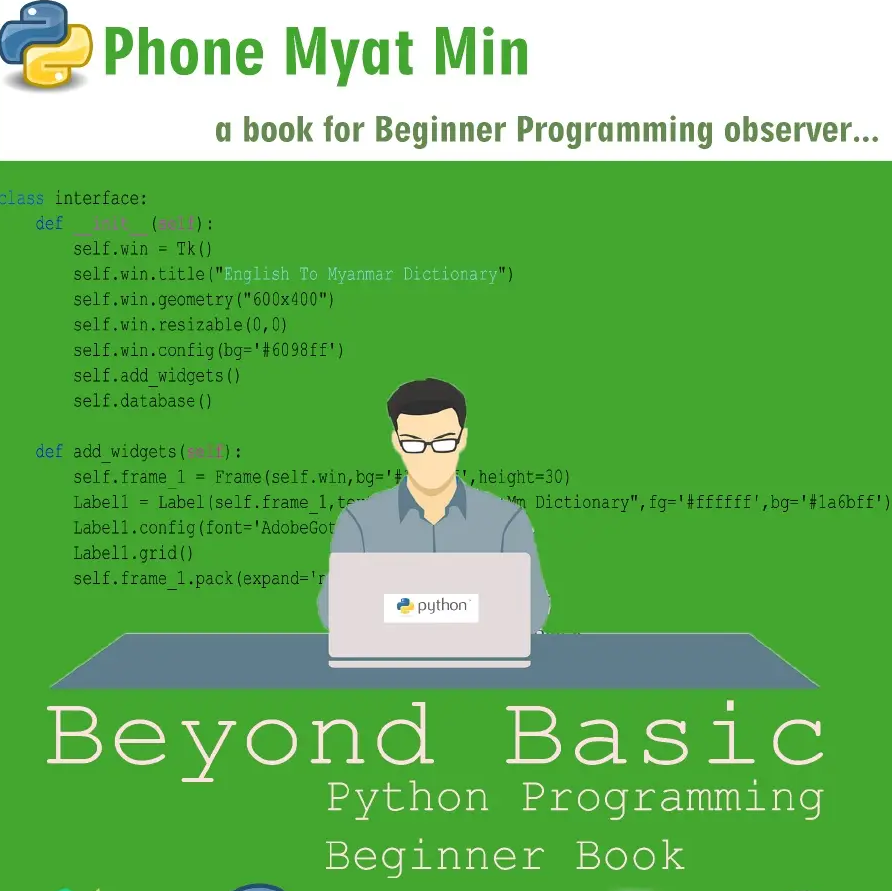 Phone Myat Min
a book for Beginner Programming observer...
class interface:
def __init__(self):
self.win = Tk()
self.win.title("English To Myanmar Dictionary")
self.win.geometry("600x400")
self.win.resizable(0,0)
self.win.config(bg='#6098ff')
self.add_widgets()
self.database()
def add_widgets(self):
self.frame_1 = Frame(self.win,bg='# ',height=30)
Label1 = Label(self.frame_1, Dictionary",fg='#ffffff',bg='#1a6bff')
Label1.config(font='AdobeGot
Label1.grid()
self.frame_1.pack(expand='
python
Beyond Basic
Python Programming
Beginner Book